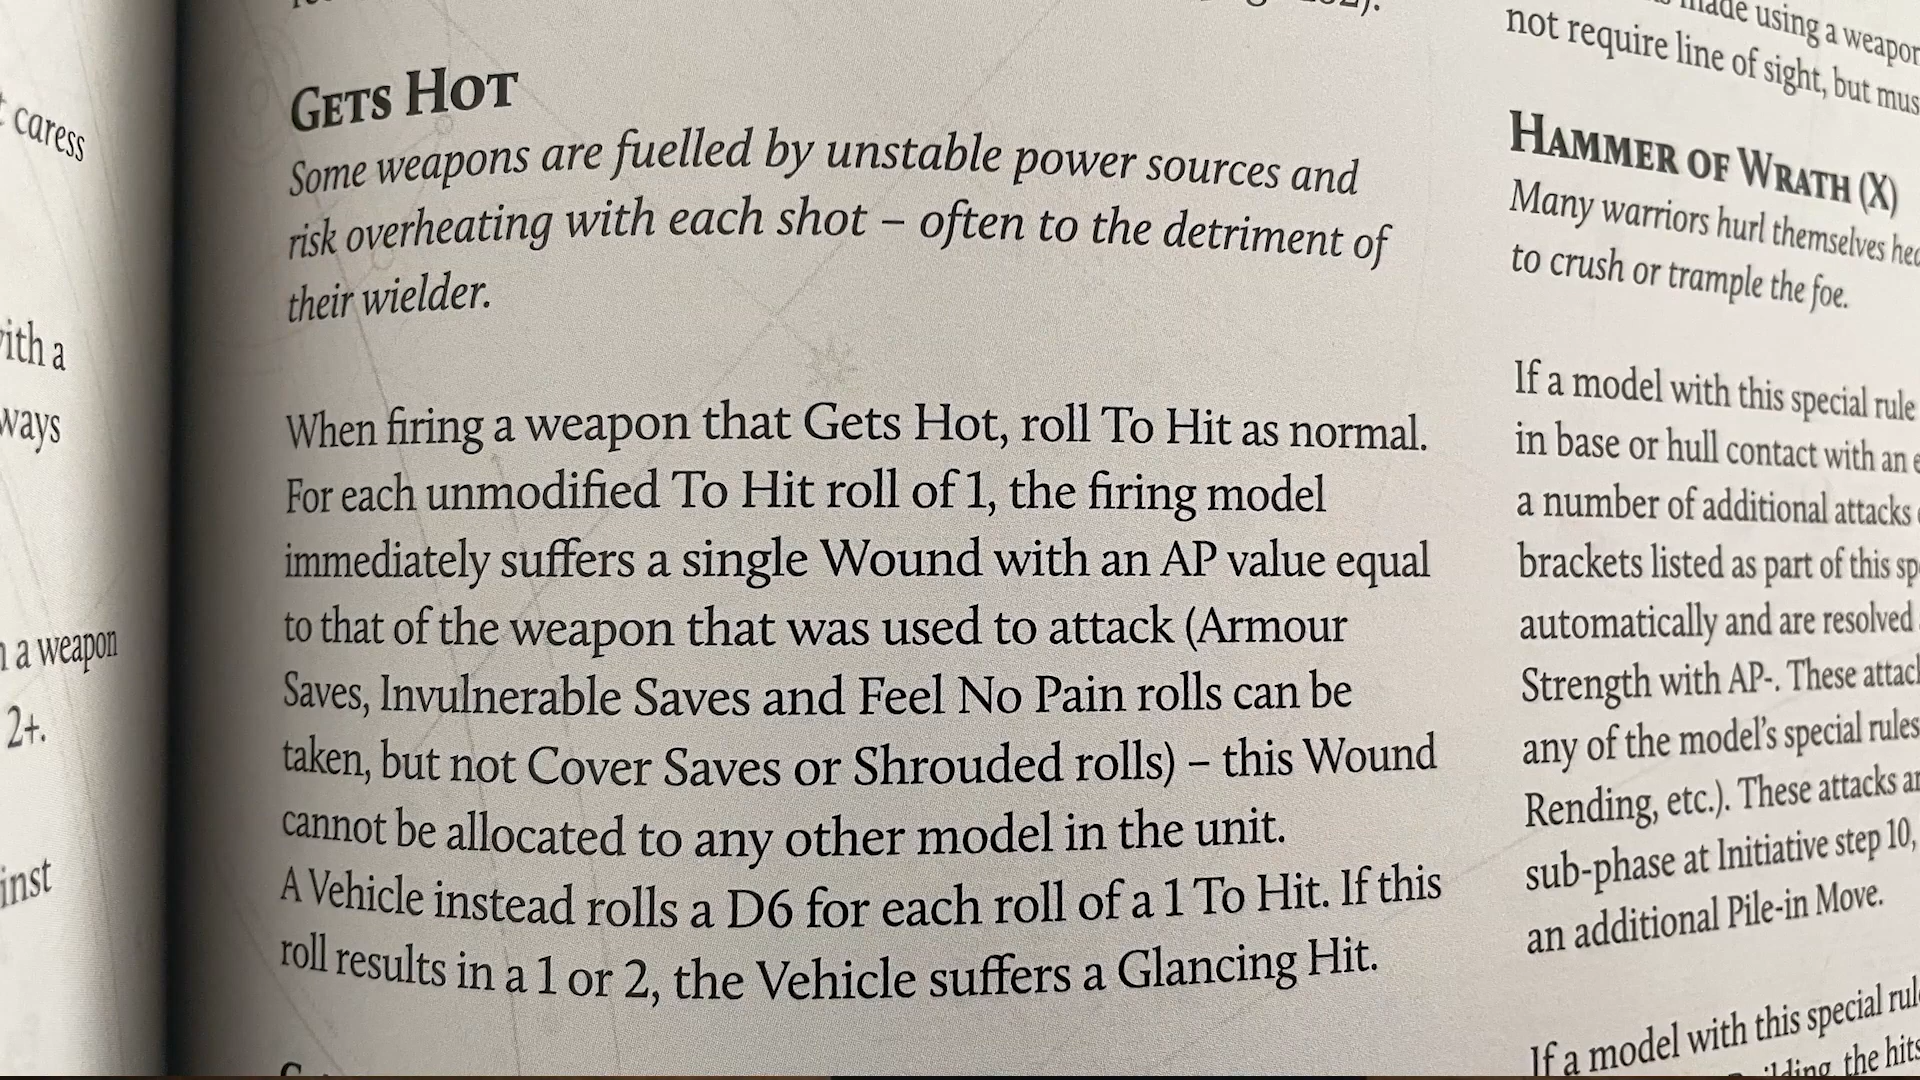 caress
with a
ways
a weapon
2+.
GETS HOT
Some weapons are fuelled by unstable power sources and
risk overheating with each shot – often to the detriment of
their wielder.
When firing a weapon that Gets Hot, roll To Hit as normal.
For each unmodified To Hit roll of 1, the firing model
immediately suffers a single Wound with an AP value equal
to that of the weapon that was used to attack (Armour
Saves, Invulnerable Saves and Feel No Pain rolls can be
taken, but not Cover Saves or Shrouded rolls) – this Wound
cannot be allocated to any other model in the unit.
A Vehicle instead rolls a D6 for each roll of a 1 To Hit. If this
roll results in a 1 or 2, the Vehicle suffers a Glancing Hit.
made using a weapon
not require line of sight, but mus
HAMMER OF WRATH (X)
Many warriors hurl themselves
to crush or trample the foe.
If a model with this special rule
in base or hull contact with an
a number of additional attacks
brackets listed as part of this sp
automatically and are resolved
Strength with AP-. These attack
any of the model's special rules
Rending, etc.). These attacks
sub-phase at Initiative step 10,
an additional Pile-in Move.
If a model with this special rule
the hits